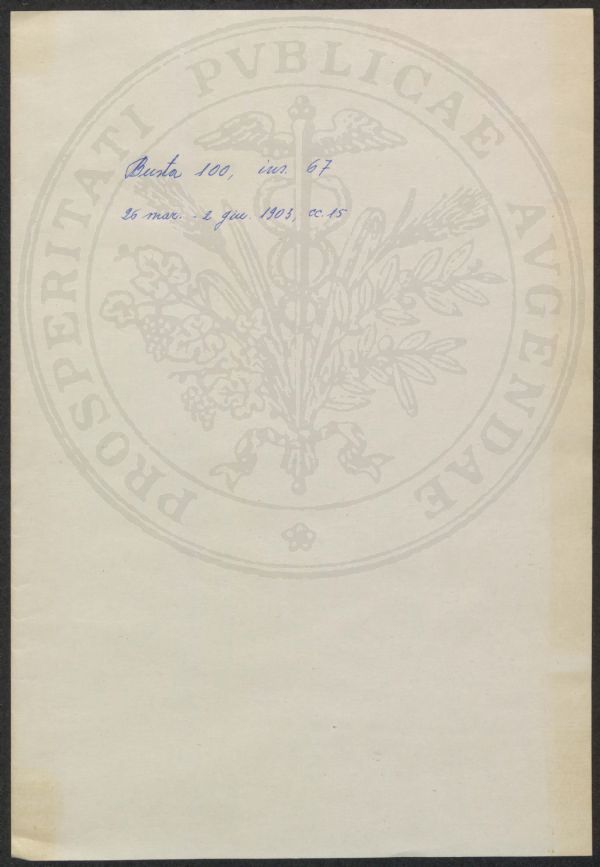 PROSPERITATI PVBLICAE AVGENDAE
Busta 100, ins. 67
26 mar. - 2 giu. 1903, cc. 15